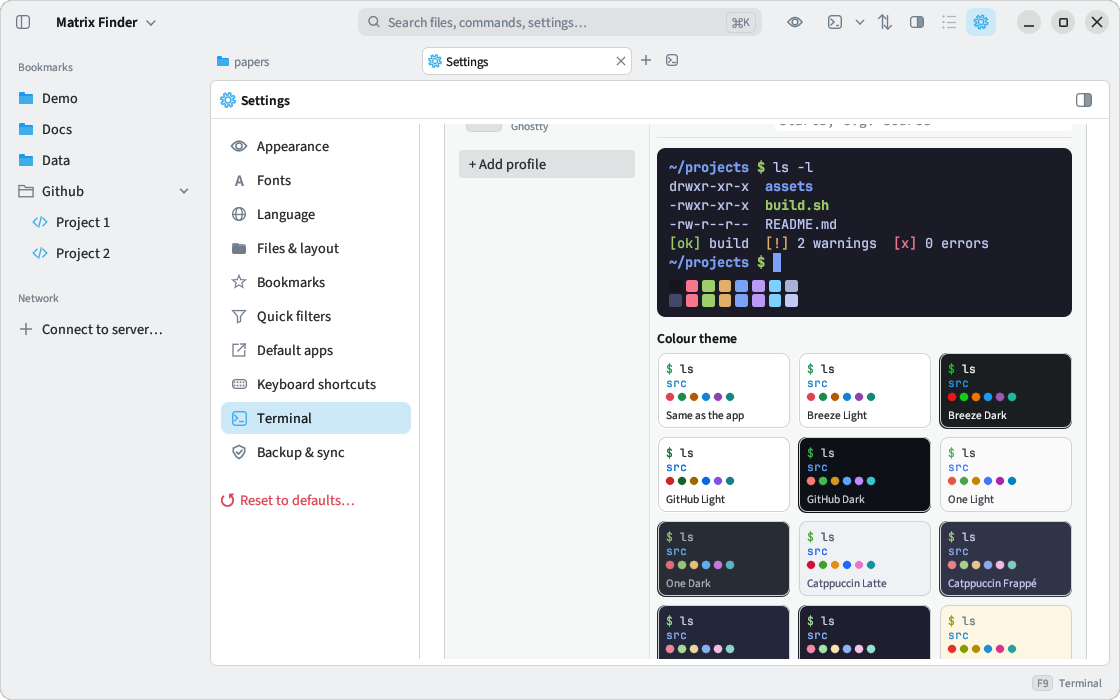 Matrix Finder
Search files, commands, settings…
⌘K
Bookmarks
Demo
Docs
Data
Github
Project 1
Project 2
Network
Connect to server…
papers
Settings
Settings
Appearance
Fonts
Language
Files & layout
Bookmarks
Quick filters
Default apps
Keyboard shortcuts
Terminal
Backup & sync
Reset to defaults…
Ghostty
+ Add profile
~/projects $ ls -l
drwxr-xr-x assets
-rwxr-xr-x build.sh
-rw-r--r-- README.md
[ok] build [!] 2 warnings [x] 0 errors
~/projects $
Colour theme
$ ls
src
Same as the app
$ ls
src
Breeze Light
$ ls
src
Breeze Dark
$ ls
src
GitHub Light
$ ls
src
GitHub Dark
$ ls
src
One Light
$ ls
src
One Dark
$ ls
src
Catppuccin Latte
$ ls
src
Catppuccin Frappé
$ ls
src
$ ls
src
$ ls
src
F9 Terminal